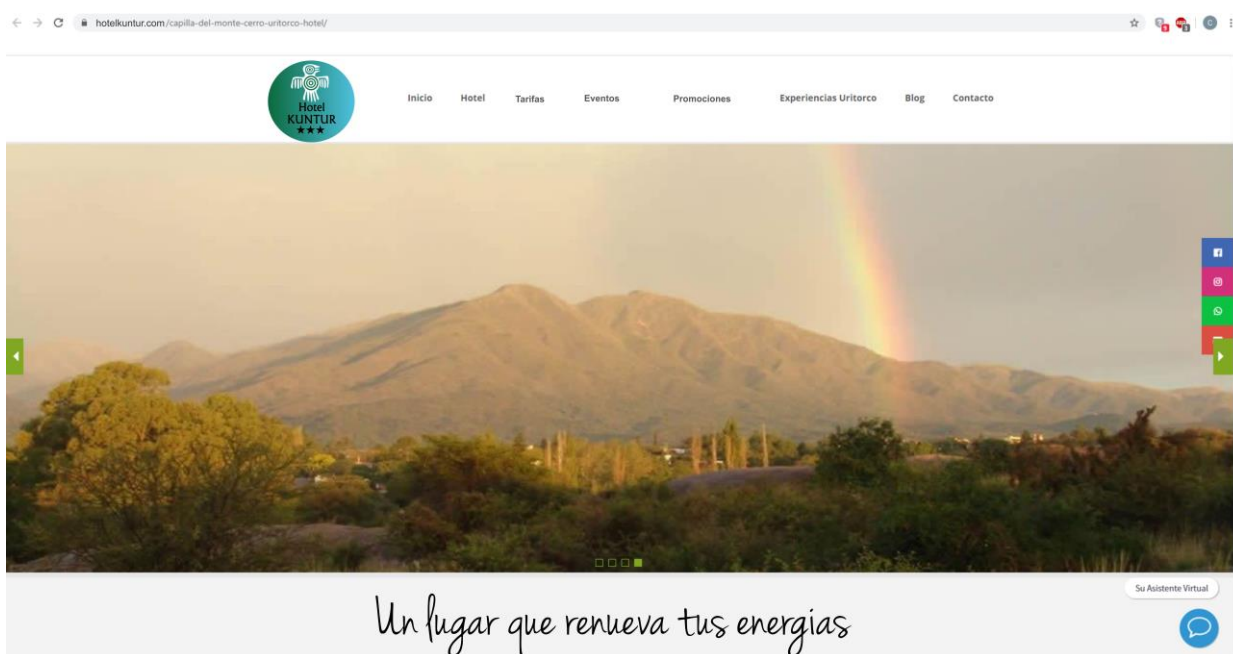 hotelkuntur.com/capilla-del-monte-cerro-uritorco-hotel/
Hotel
KUNTUR
★★★
Inicio Hotel Tarifas Eventos Promociones Experiencias Uritorco Blog Contacto
Un lugar que renueva tus energias
Su Asistente Virtual